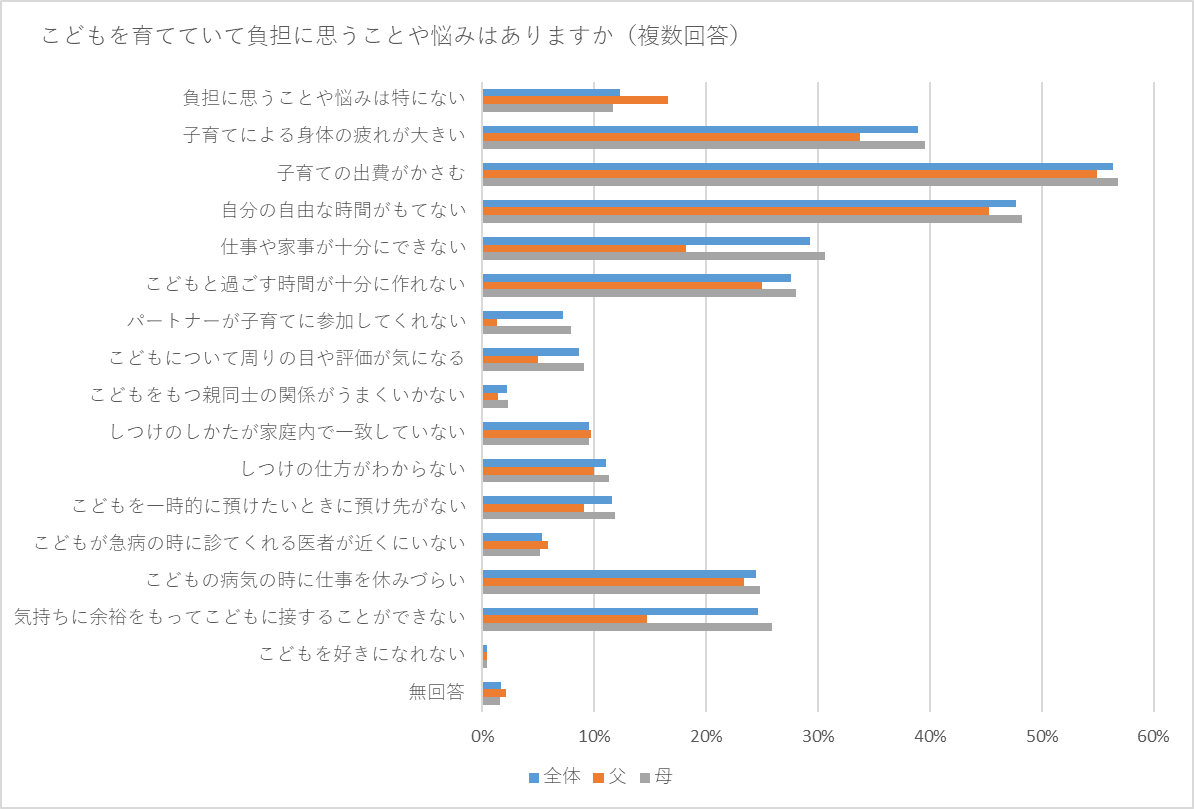 こどもを育てていて負担に思うことや悩みはありますか（複数回答）
負担に思うことや悩みは特にない
子育てによる身体の疲れが大きい
子育ての出費がかさむ
自分の自由な時間がもてない
仕事や家事が十分にできない
こどもと過ごす時間が十分に作れない
パートナーが子育てに参加してくれない
こどもについて周りの目や評価が気になる
こどもをもつ親同士の関係がうまくいかない
しつけのしかたが家庭内で一致していない
しつけの仕方がわからない
こどもを一時的に預けたいときに預け先がない
こどもが急病の時に診てくれる医者が近くにいない
こどもの病気の時に仕事を休みづらい
気持ちに余裕をもってこどもに接することができない
こどもを好きになれない
無回答
0% 10% 20% 30% 40% 50% 60%
全体 父 母